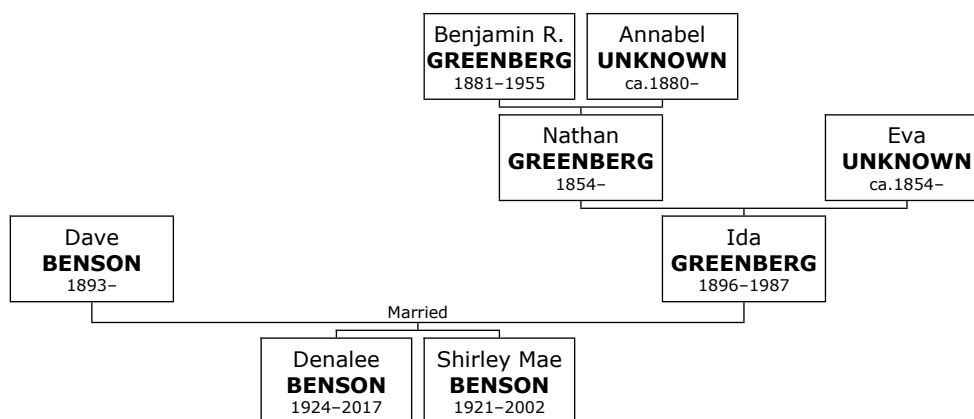 Benjamin R.
GREENBERG
1881–1955
Annabel
UNKNOWN
ca.1880–
Nathan
GREENBERG
1854–
Eva
UNKNOWN
ca.1854–
Dave
BENSON
1893–
Ida
GREENBERG
1896–1987
Married
Denalee
BENSON
1924–2017
Shirley Mae
BENSON
1921–2002